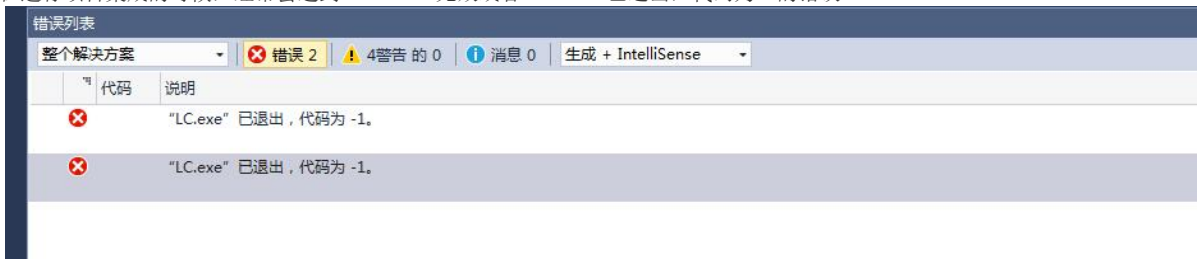 错误列表
整个解决方案 错误 2 4警告 的 0 消息 0 生成 + IntelliSense
代码 说明
“LC.exe” 已退出，代码为 -1。
“LC.exe” 已退出，代码为 -1。